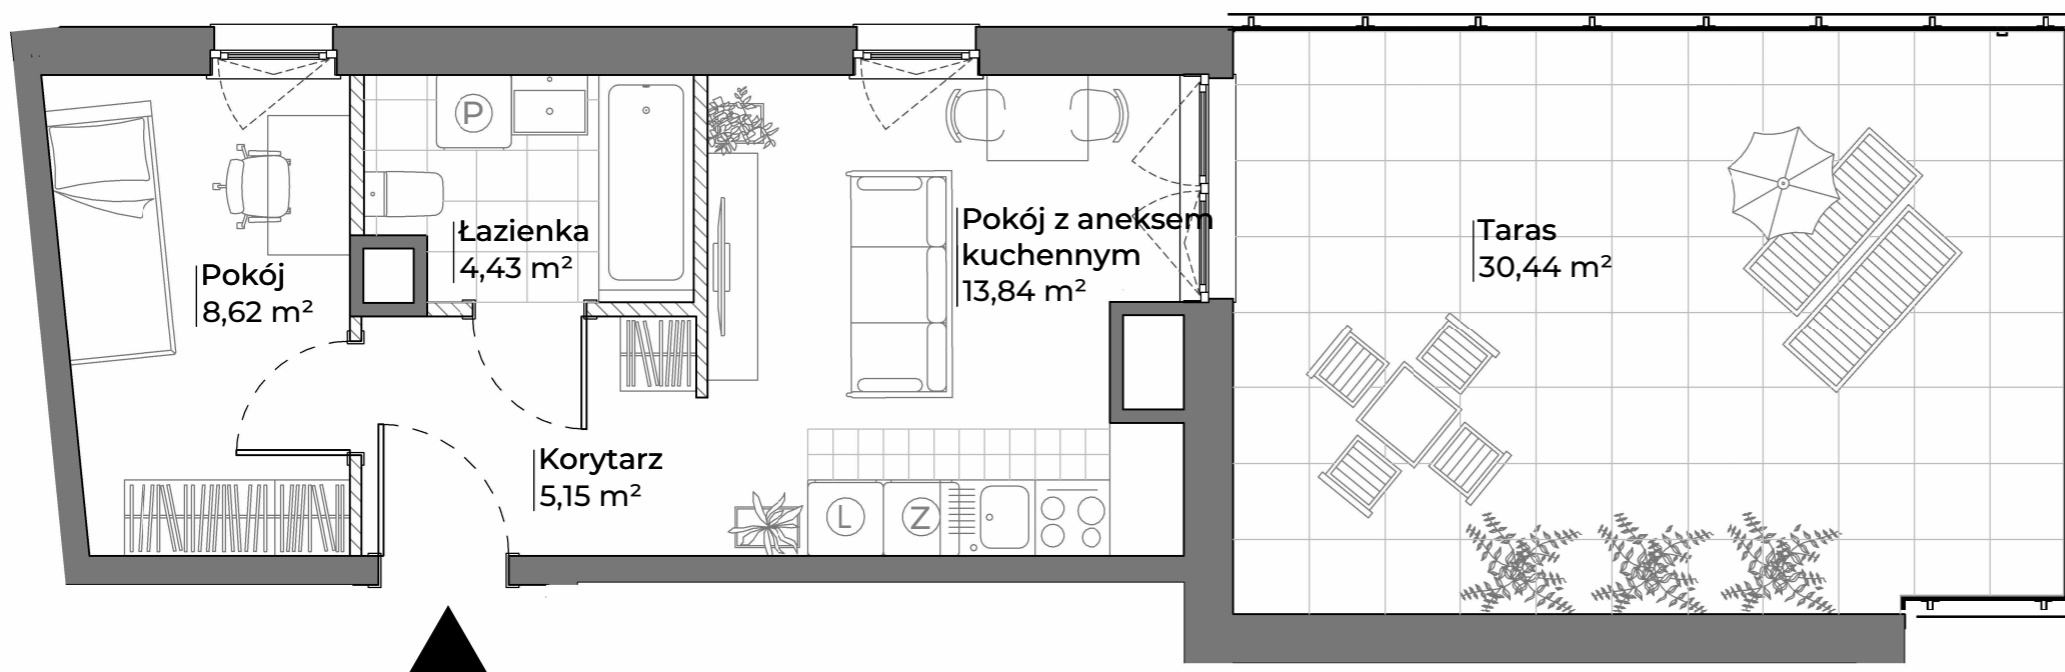 P
Łazienka
4,43 m²
Pokój
8,62 m²
Pokój z aneksem
kuchennym
13,84 m²
Taras
30,44 m²
Korytarz
5,15 m²
L
Z